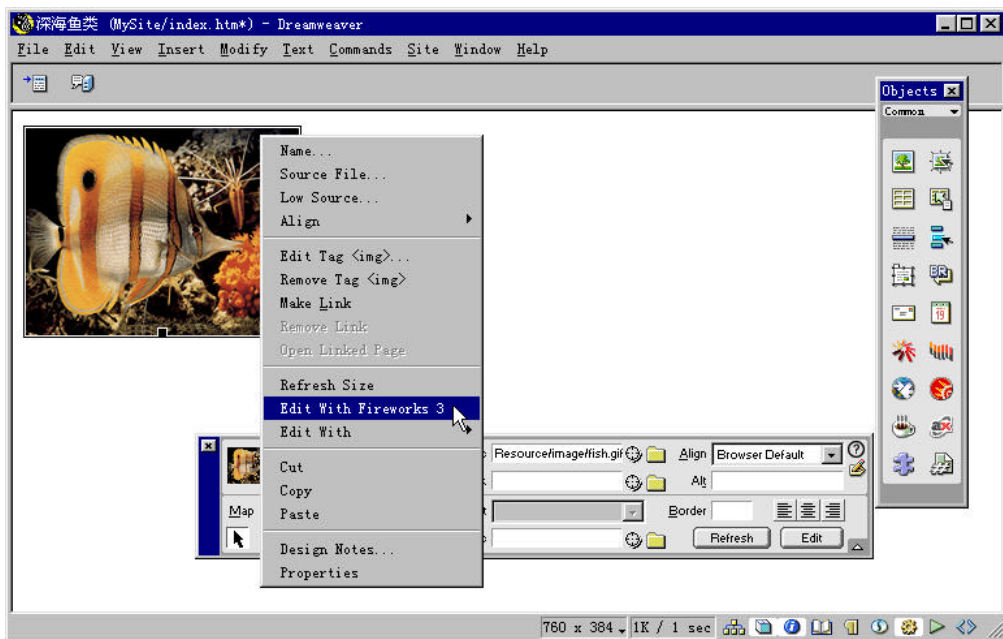 深海鱼类 (MySite/index.htm*) - Dreamweaver
File Edit View Insert Modify Text Commands Site Window Help
Objects
Common
Name...
Source File...
Low Source...
Align
Edit Tag <img>...
Remove Tag <img>
Make Link
Remove Link
Open Linked Page
Refresh Size
Edit With Fireworks 3
Edit With
Cut
Copy
Paste
Design Notes...
Properties
Resource/image/fish.gif Align Browser Default
Alt
Map Border
Refresh Edit
760 x 384 1K / 1 sec